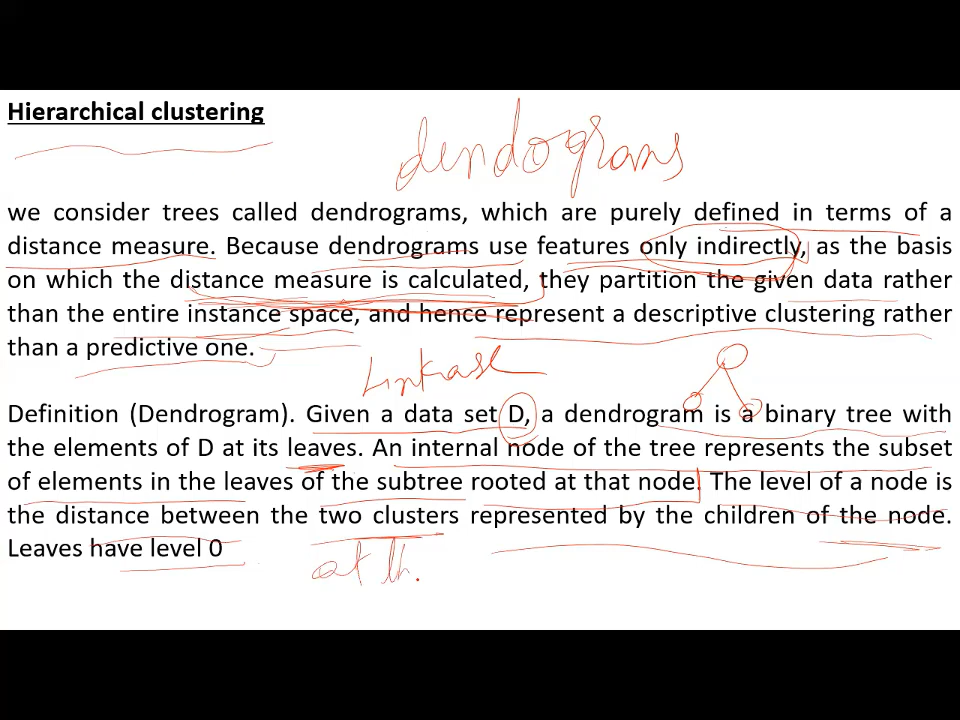 Hierarchical clustering
dendograms
we consider trees called dendrograms, which are purely defined in terms of a
distance measure. Because dendrograms use features only indirectly, as the basis
on which the distance measure is calculated, they partition the given data rather
than the entire instance space, and hence represent a descriptive clustering rather
than a predictive one.
Definition (Dendrogram). Given a data set D, a dendrogram is a binary tree with
the elements of D at its leaves. An internal node of the tree represents the subset
of elements in the leaves of the subtree rooted at that node. The level of a node is
the distance between the two clusters represented by the children of the node.
Leaves have level 0
at th.